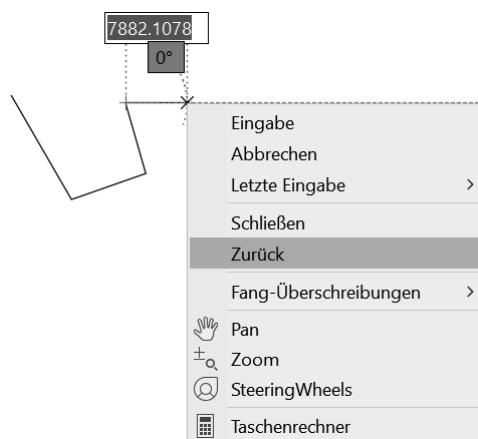 7882.1078
0°
Eingabe
Abbrechen
Letzte Eingabe
Schließen
Zurück
Fang-Überschreibungen
Pan
Zoom
SteeringWheels
Taschenrechner